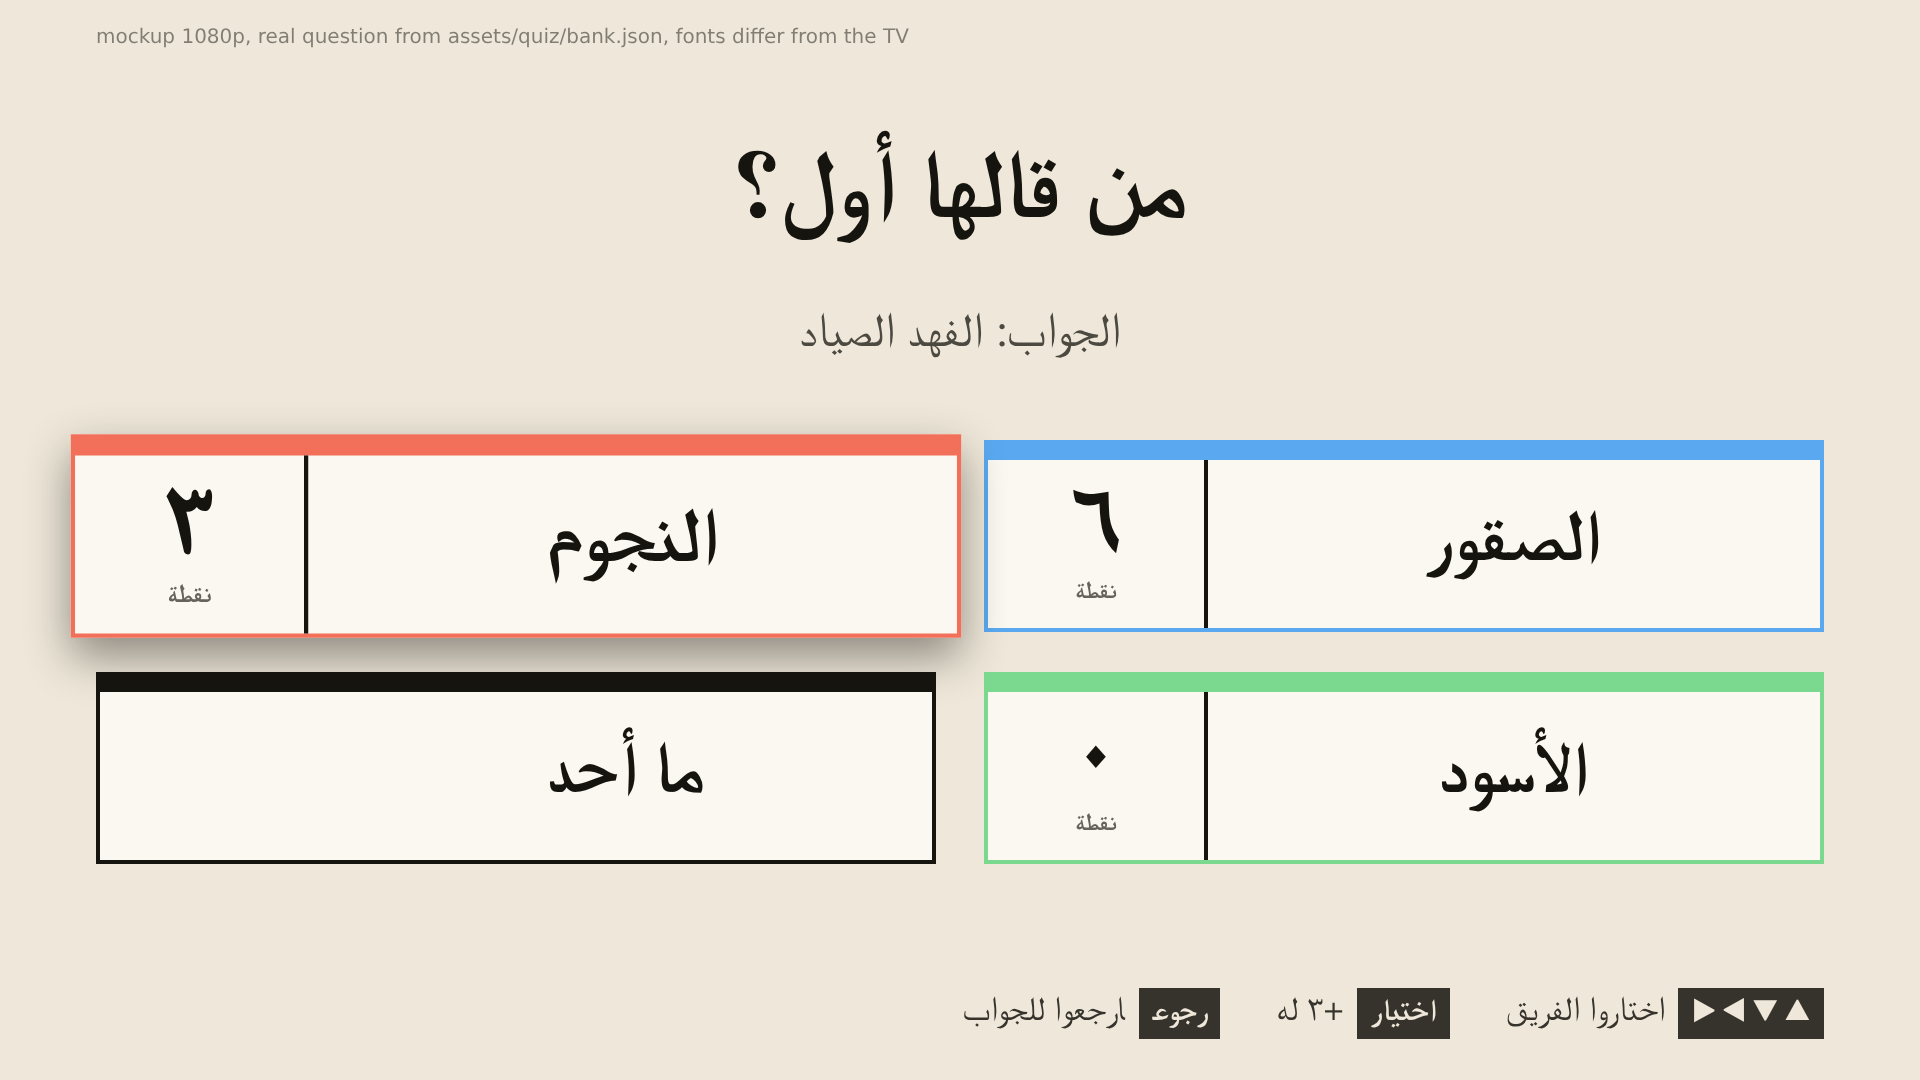 mockup 1080p, real question from assets/quiz/bank.json, fonts differ from the TV
من قالها أول؟
الجواب: الفهد الصياد
الصقور
٦
نقطة
النجوم
٣
نقطة
الأسود
٠
نقطة
ما أحد
▲▼◀▶ اختاروا الفريق
اختيار +٣ له
رجوع ارجعوا للجواب